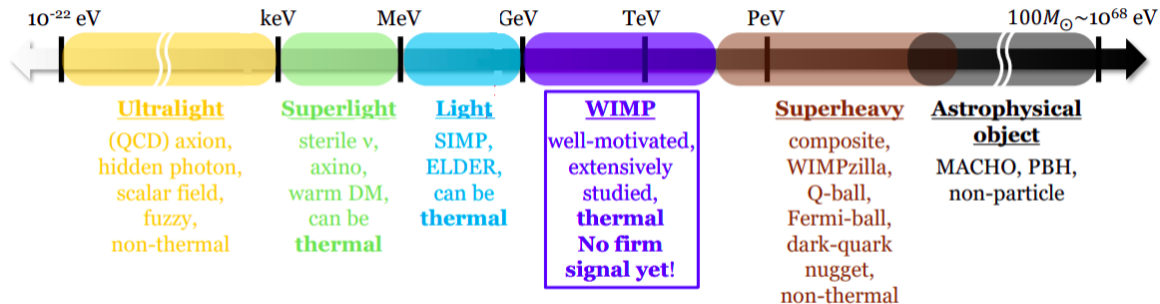 10⁻²² eV keV MeV GeV TeV PeV 100M⊙~10⁶⁸ eV
Ultralight
(QCD) axion,
hidden photon,
scalar field,
fuzzy,
non-thermal
Superlight
sterile ν,
axino,
warm DM,
can be
thermal
Light
SIMP,
ELDER,
can be
thermal
WIMP
well-motivated,
extensively
studied,
thermal
No firm
signal yet!
Superheavy
composite,
WIMPzilla,
Q-ball,
Fermi-ball,
dark-quark
nugget,
non-thermal
Astrophysical
object
MACHO, PBH,
non-particle